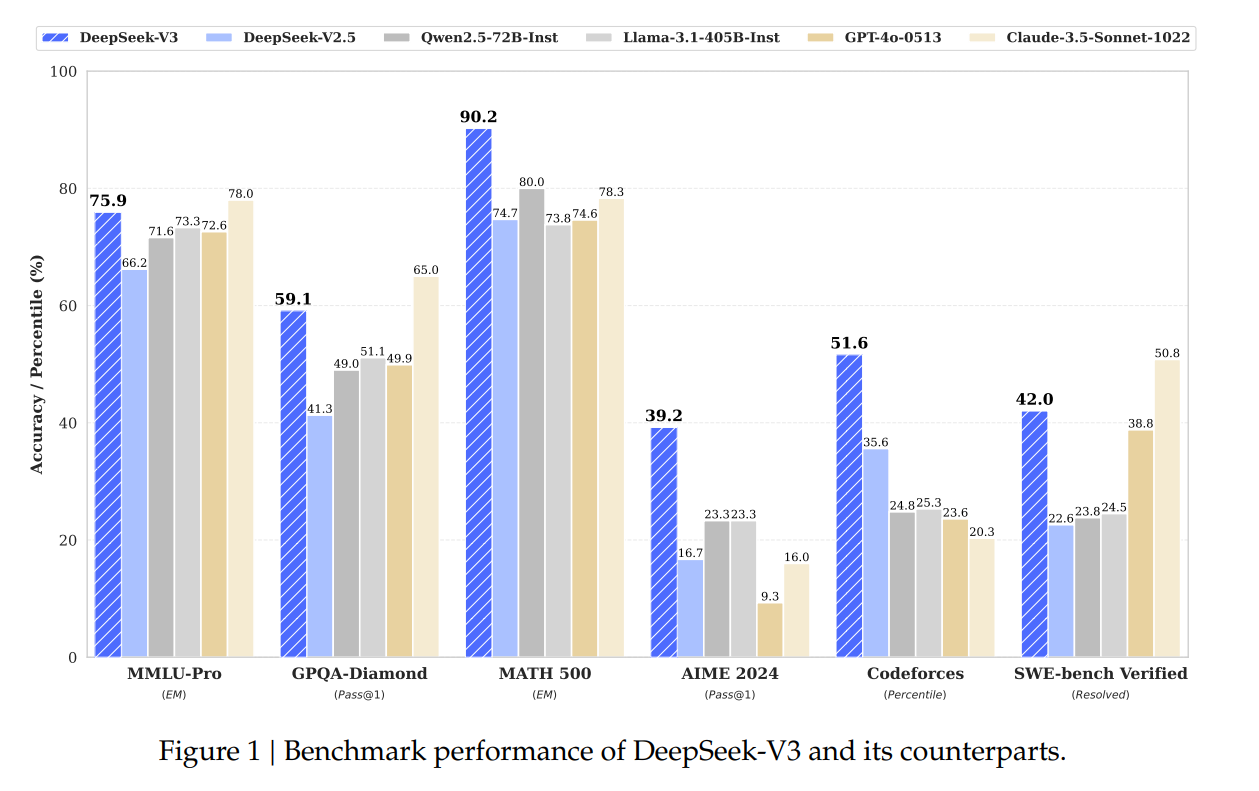 DeepSeek-V3 DeepSeek-V2.5 Qwen2.5-72B-Inst Llama-3.1-405B-Inst GPT-4o-0513 Claude-3.5-Sonnet-1022
Accuracy / Percentile (%)
100
80
60
40
20
0
75.9 66.2 71.6 73.3 72.6 78.0
59.1 41.3 49.0 51.1 49.9 65.0
90.2 74.7 80.0 73.8 74.6 78.3
39.2 16.7 23.3 23.3 9.3 16.0
51.6 35.6 24.8 25.3 23.6 20.3
42.0 22.6 23.8 24.5 38.8 50.8
MMLU-Pro GPQA-Diamond MATH 500 AIME 2024 Codeforces SWE-bench Verified
(EM) (Pass@1) (EM) (Pass@1) (Percentile) (Resolved)
Figure 1 | Benchmark performance of DeepSeek-V3 and its counterparts.